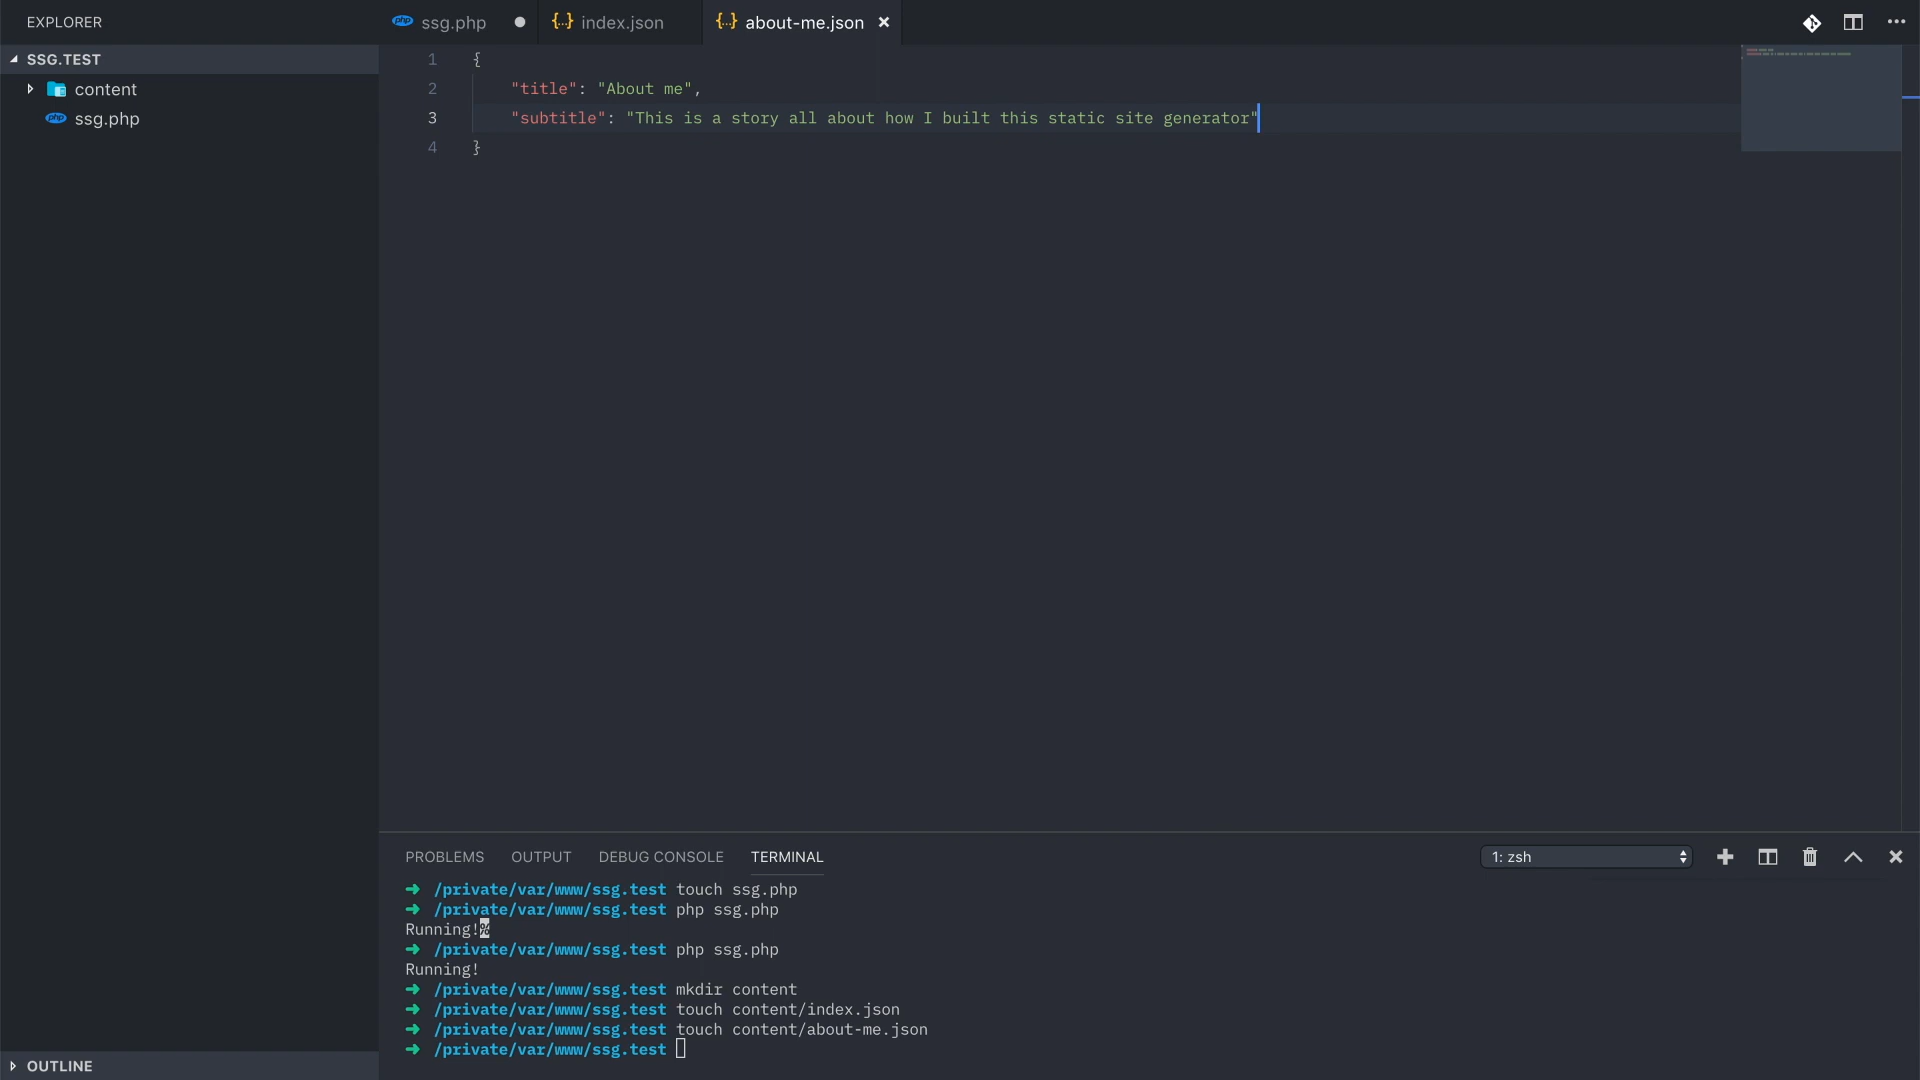 EXPLORER
ssg.php
index.json
about-me.json
SSG.TEST
content
ssg.php
1 {
2 "title": "About me",
3 "subtitle": "This is a story all about how I built this static site generator"
4 }
PROBLEMS OUTPUT DEBUG CONSOLE TERMINAL
1: zsh
➜ /private/var/www/ssg.test touch ssg.php
➜ /private/var/www/ssg.test php ssg.php
Running!%
➜ /private/var/www/ssg.test php ssg.php
Running!
➜ /private/var/www/ssg.test mkdir content
➜ /private/var/www/ssg.test touch content/index.json
➜ /private/var/www/ssg.test touch content/about-me.json
➜ /private/var/www/ssg.test
OUTLINE